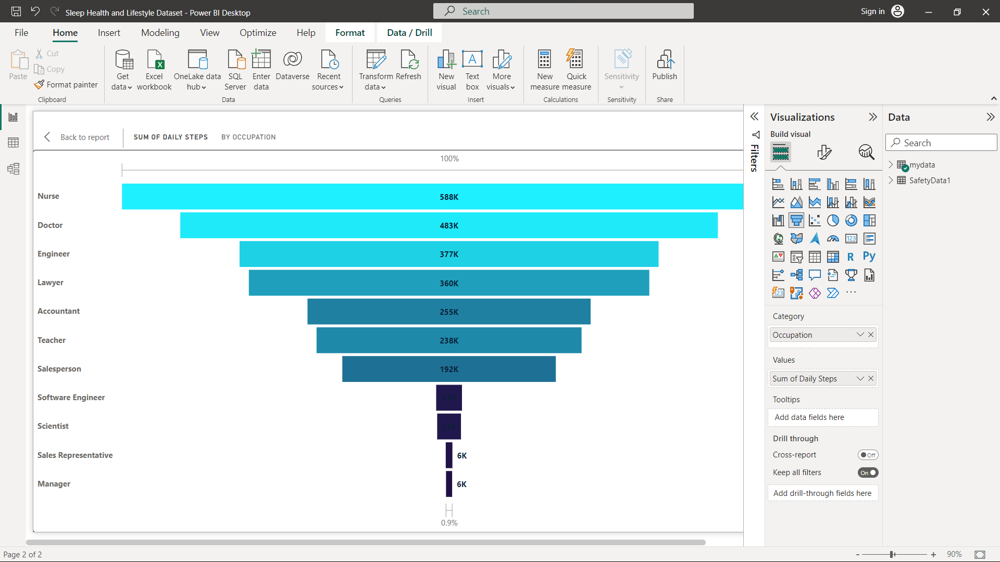 Sleep Health and Lifestyle Dataset - Power BI Desktop
Search
Sign in
File Home Insert Modeling View Optimize Help Format Data / Drill
Paste
Cut
Copy
Format painter
Clipboard
Get data
Excel workbook
OneLake data hub
SQL Server
Enter data
Dataverse
Recent sources
Data
Transform data
Refresh
Queries
New visual
A
Text box
More visuals
Insert
New measure
Quick measure
Calculations
Sensitivity
Sensitivity
Publish
Share
Back to report
SUM OF DAILY STEPS
BY OCCUPATION
100%
Nurse 588K
Doctor 483K
Engineer 377K
Lawyer 360K
Accountant 255K
Teacher 238K
Salesperson 192K
Software Engineer 23K
Scientist 21K
Sales Representative 6K
Manager 6K
0.9%
Filters
Visualizations
Build visual
123
R
Py
123
Category
Occupation
Values
Sum of Daily Steps
Tooltips
Add data fields here
Drill through
Cross-report Off
Keep all filters On
Add drill-through fields here
Data
Search
mydata
SafetyData1
Page 2 of 2
- + 90%